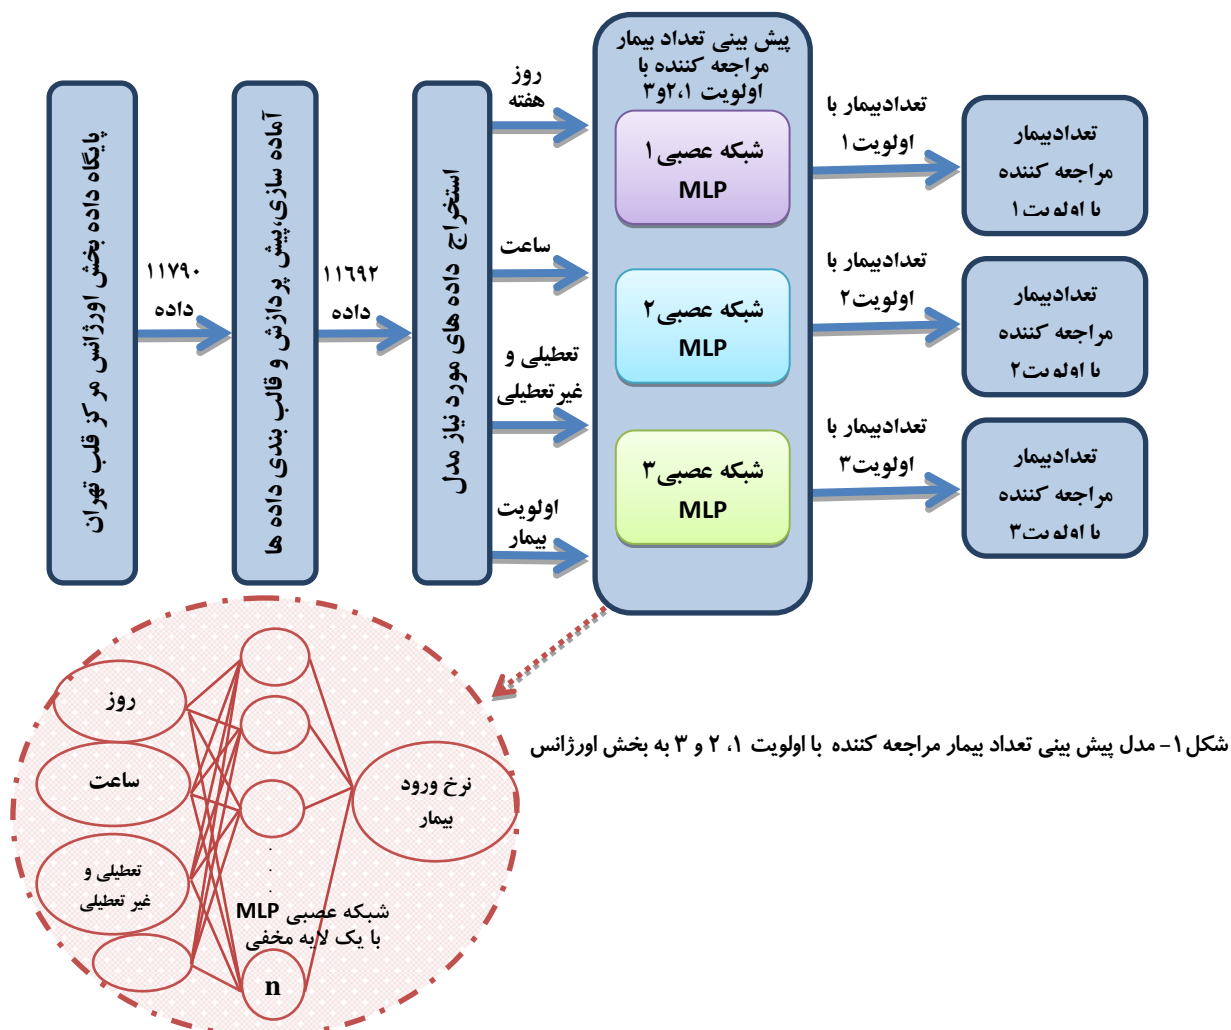 پایگاه داده بخش اورژانس مرکز قلب تهران
۱۱۷۹۰
داده
آماده سازی،پیش پردازش و قالب بندی داده ها
۱۱٦۹۲
داده
استخراج داده های مورد نیاز مدل
روز
هفته
ساعت
تعطیلی و
غیر تعطیلی
اولویت
بیمار
پیش بینی تعداد بیمار
مراجعه کننده با
اولویت ۲،۱و۳
شبکه عصبی۱
MLP
شبکه عصبی۲
MLP
شبکه عصبی۳
MLP
تعدادبیمار با
اولویت۱
تعدادبیمار با
اولویت۲
تعدادبیمار با
اولویت۳
تعدادبیمار
مراجعه کننده
با اولویت۱
تعدادبیمار
مراجعه کننده
با اولویت۲
تعدادبیمار
مراجعه کننده
با اولویت۳
روز
ساعت
تعطیلی و
غیر تعطیلی
.
.
.
شبکه عصبی MLP
با یک لایه مخفی
n
نرخ ورود
بیمار
شکل۱- مدل پیش بینی تعداد بیمار مراجعه کننده با اولویت ۱، ۲ و ۳ به بخش اورژانس